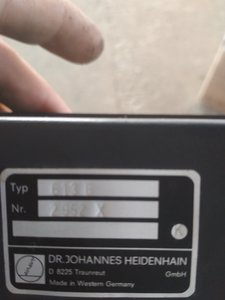 Typ
Nr.
DR. JOHANNES HEIDENHAIN
D 8225 Traunreut GmbH
Made in Western Germany